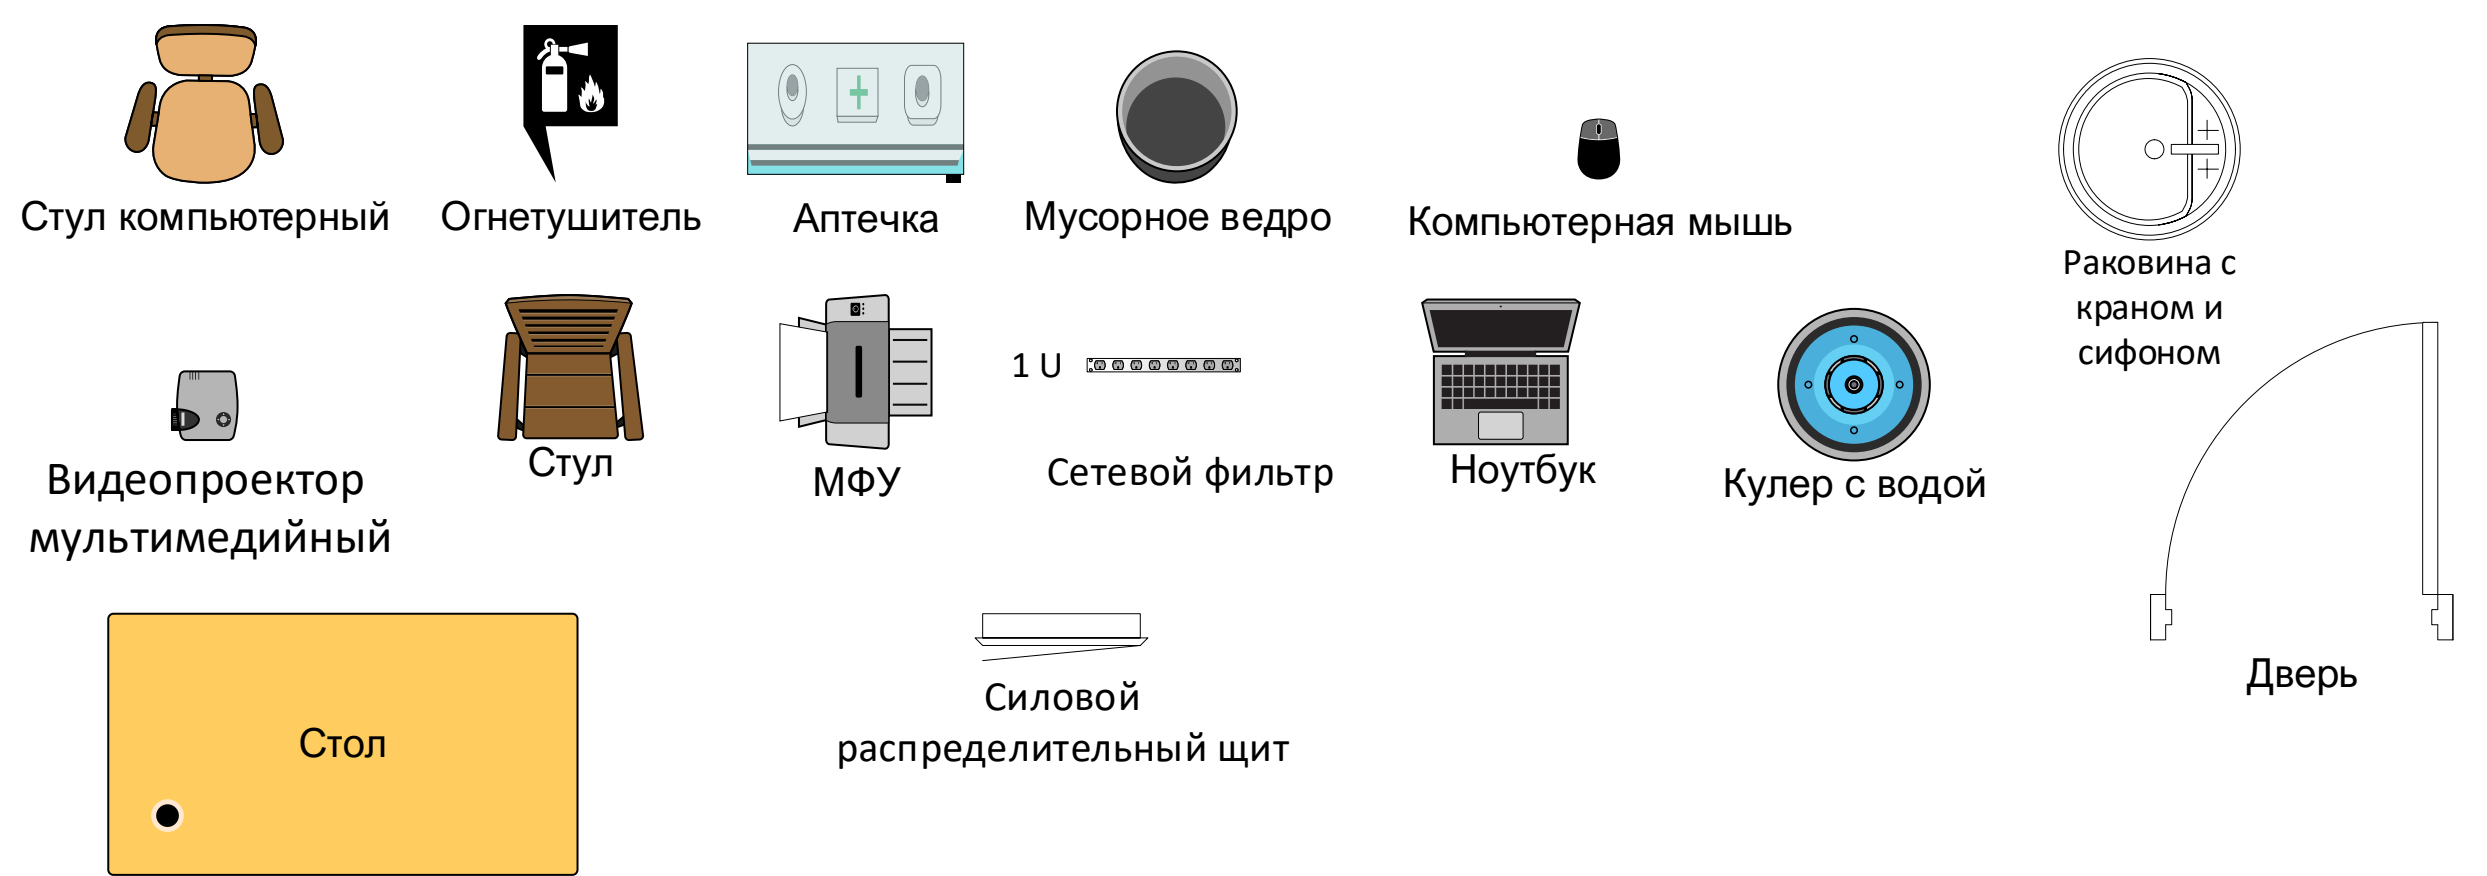 Стул компьютерный
Огнетушитель
Аптечка
Мусорное ведро
Компьютерная мышь
Раковина с
краном и
сифоном
Видеопроектор
мультимедийный
Стул
МФУ
1 U
Сетевой фильтр
Ноутбук
Кулер с водой
Дверь
Стол
Силовой
распределительный щит